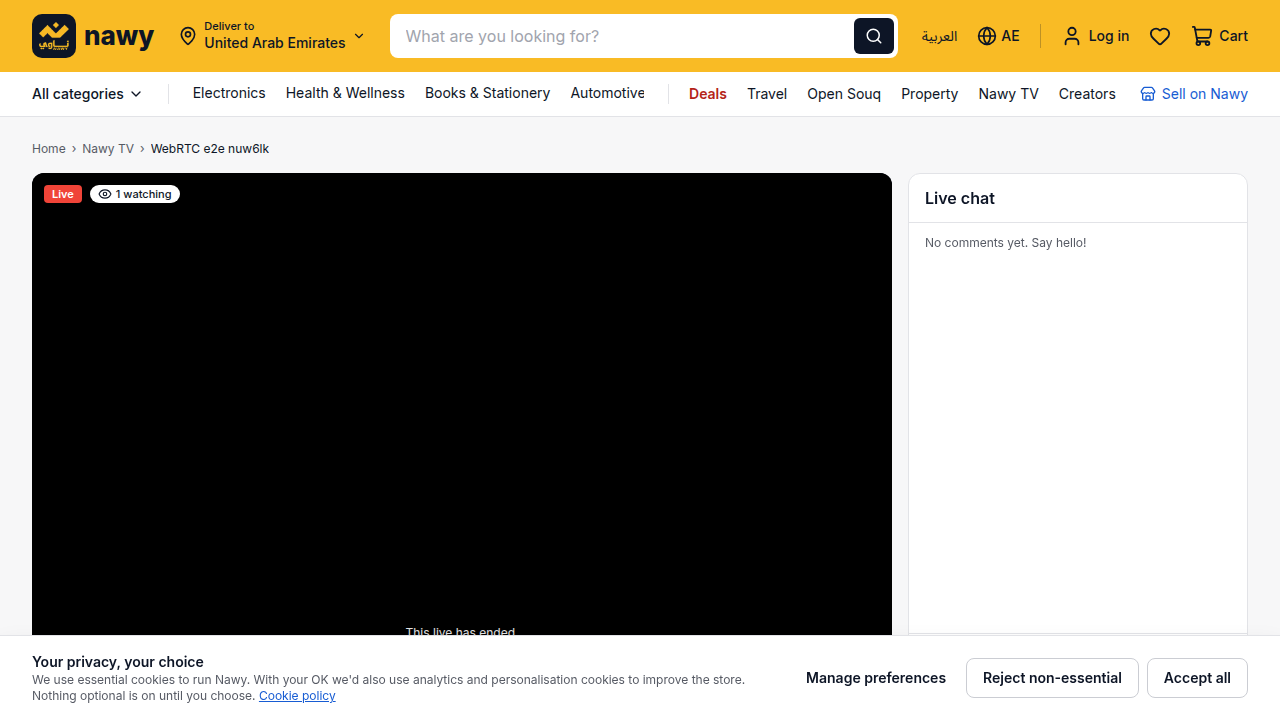 نـــاوي
NAWY
nawy
Deliver to
United Arab Emirates
What are you looking for?
العربية
AE
Log in
Cart
All categories
Electronics
Health & Wellness
Books & Stationery
Automotive
Deals
Travel
Open Souq
Property
Nawy TV
Creators
Sell on Nawy
Home › Nawy TV › WebRTC e2e nuw6lk
Live
1 watching
Live chat
No comments yet. Say hello!
This live has ended
Your privacy, your choice
We use essential cookies to run Nawy. With your OK we'd also use analytics and personalisation cookies to improve the store.
Nothing optional is on until you choose. Cookie policy
Manage preferences
Reject non-essential
Accept all